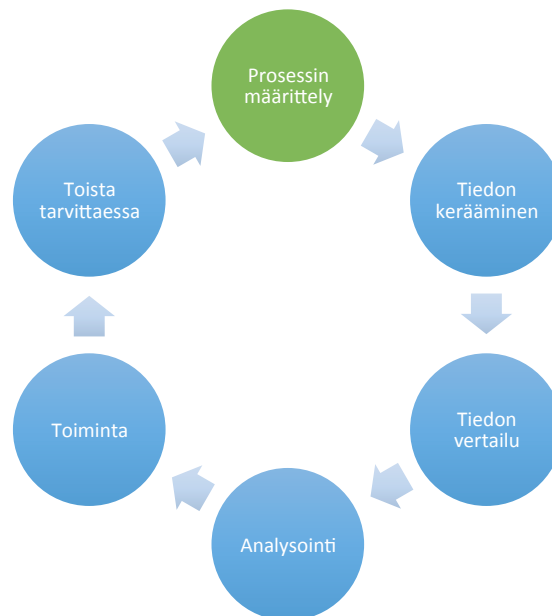 Prosessin
määrittely
Tiedon
kerääminen
Tiedon
vertailu
Analysointi
Toiminta
Toista
tarvittaessa